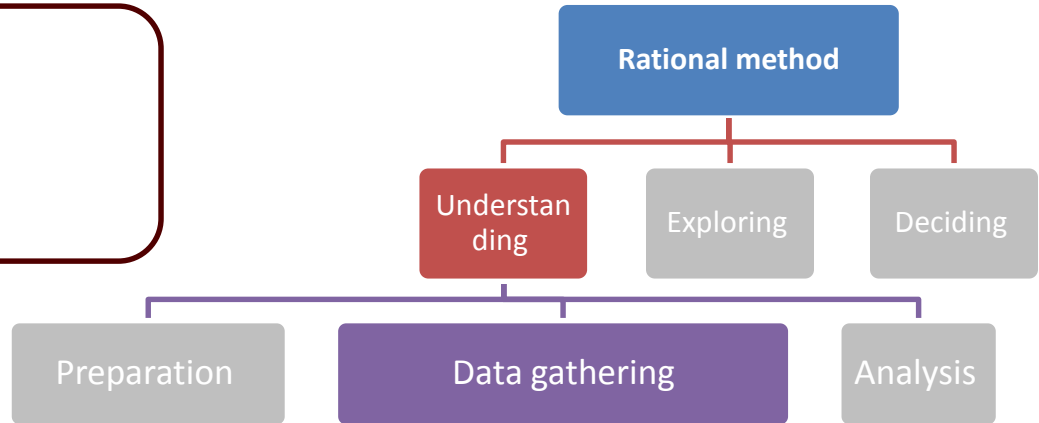 Rational method
Understan
ding
Exploring
Deciding
Preparation
Data gathering
Analysis